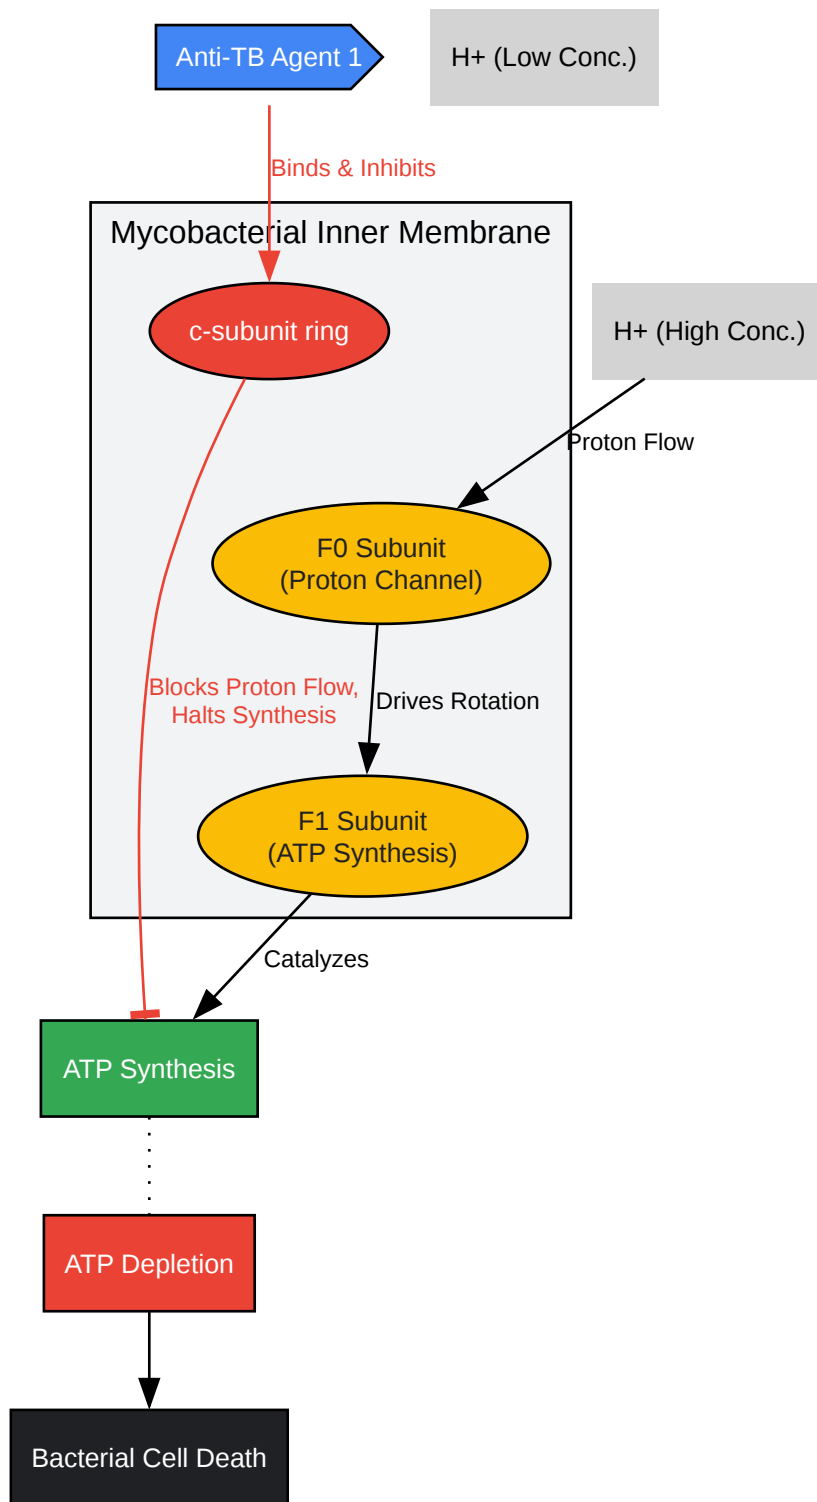 Anti-TB Agent 1
H+ (Low Conc.)
Binds & Inhibits
Mycobacterial Inner Membrane
c-subunit ring
H+ (High Conc.)
Proton Flow
F0 Subunit
(Proton Channel)
Blocks Proton Flow,
Halts Synthesis
Drives Rotation
F1 Subunit
(ATP Synthesis)
Catalyzes
ATP Synthesis
ATP Depletion
Bacterial Cell Death